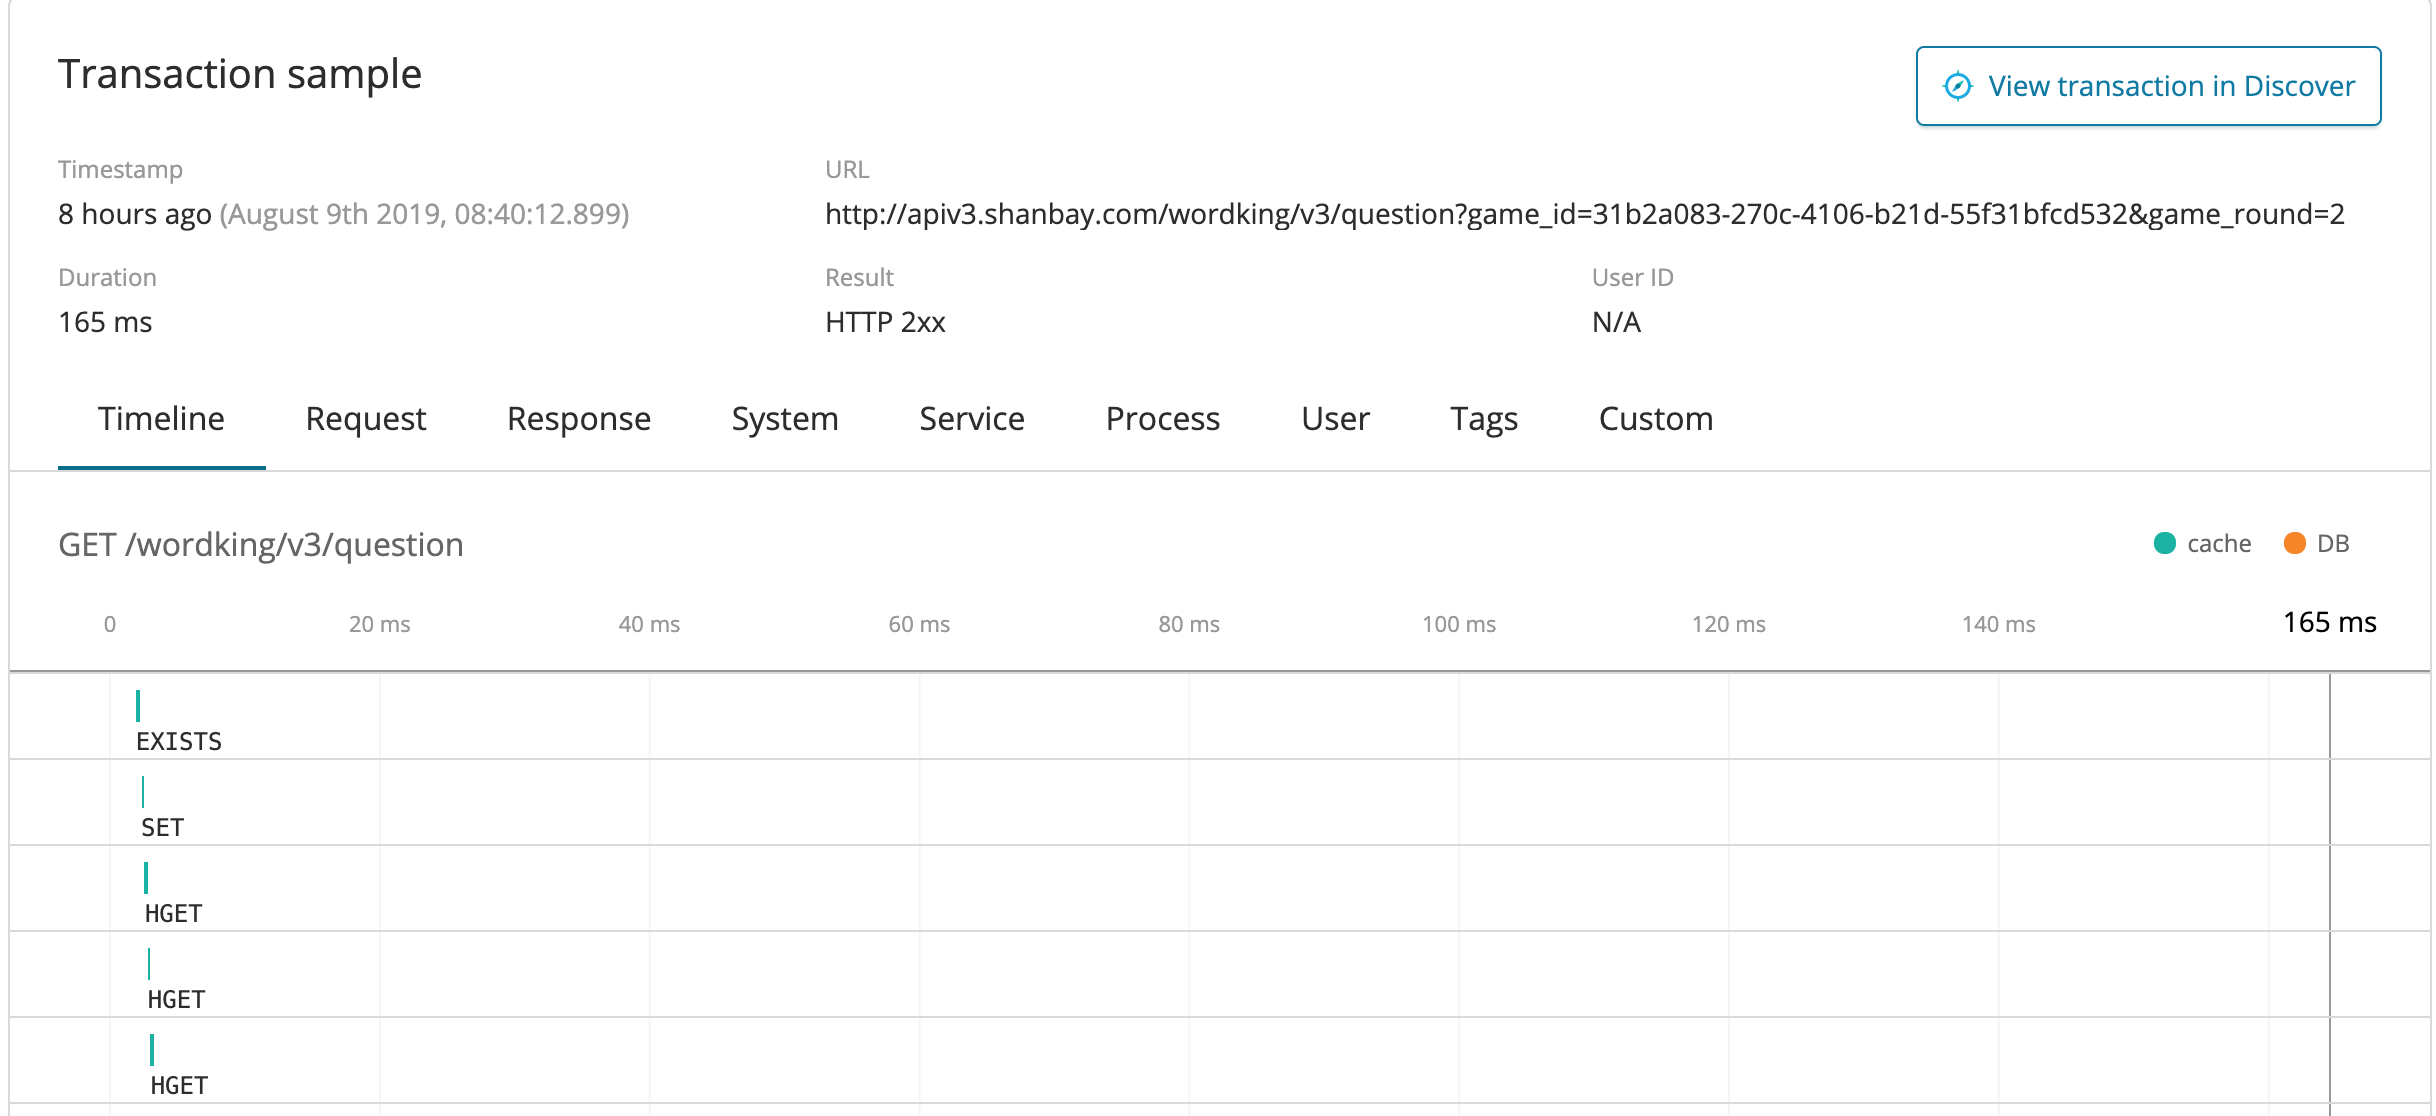 Transaction sample
View transaction in Discover
Timestamp
URL
8 hours ago (August 9th 2019, 08:40:12.899)
http://apiv3.shanbay.com/wordking/v3/question?game_id=31b2a083-270c-4106-b21d-55f31bfcd532&game_round=2
Duration
Result
User ID
165 ms
HTTP 2xx
N/A
Timeline Request Response System Service Process User Tags Custom
GET /wordking/v3/question
cache DB
0 20 ms 40 ms 60 ms 80 ms 100 ms 120 ms 140 ms 165 ms
EXISTS
SET
HGET
HGET
HGET